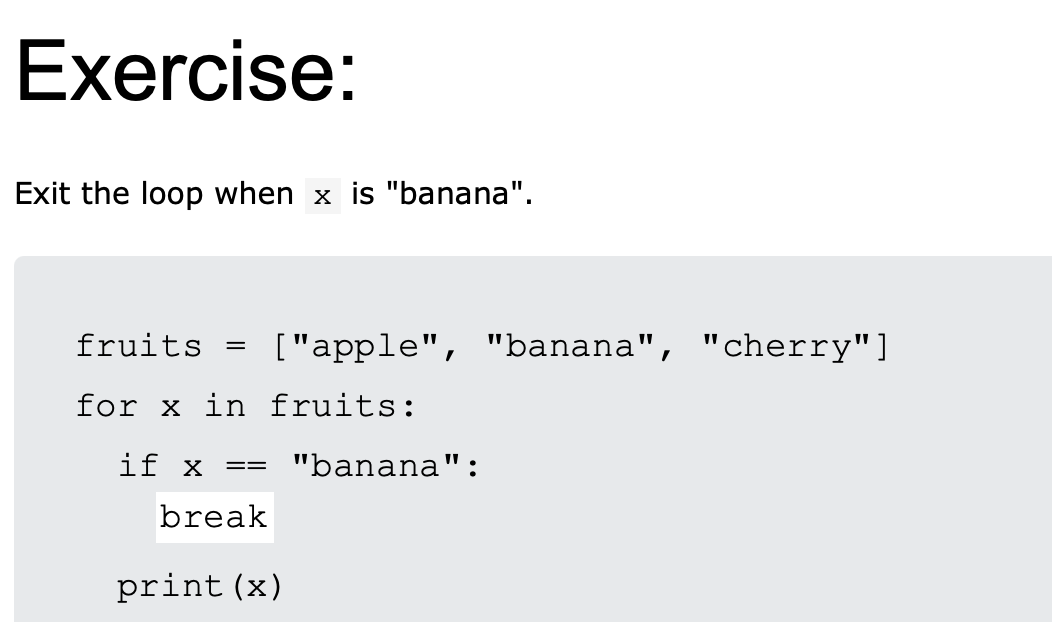 Exercise:
Exit the loop when x is "banana".
fruits = ["apple", "banana", "cherry"]
for x in fruits:
  if x == "banana":
    break
  print(x)